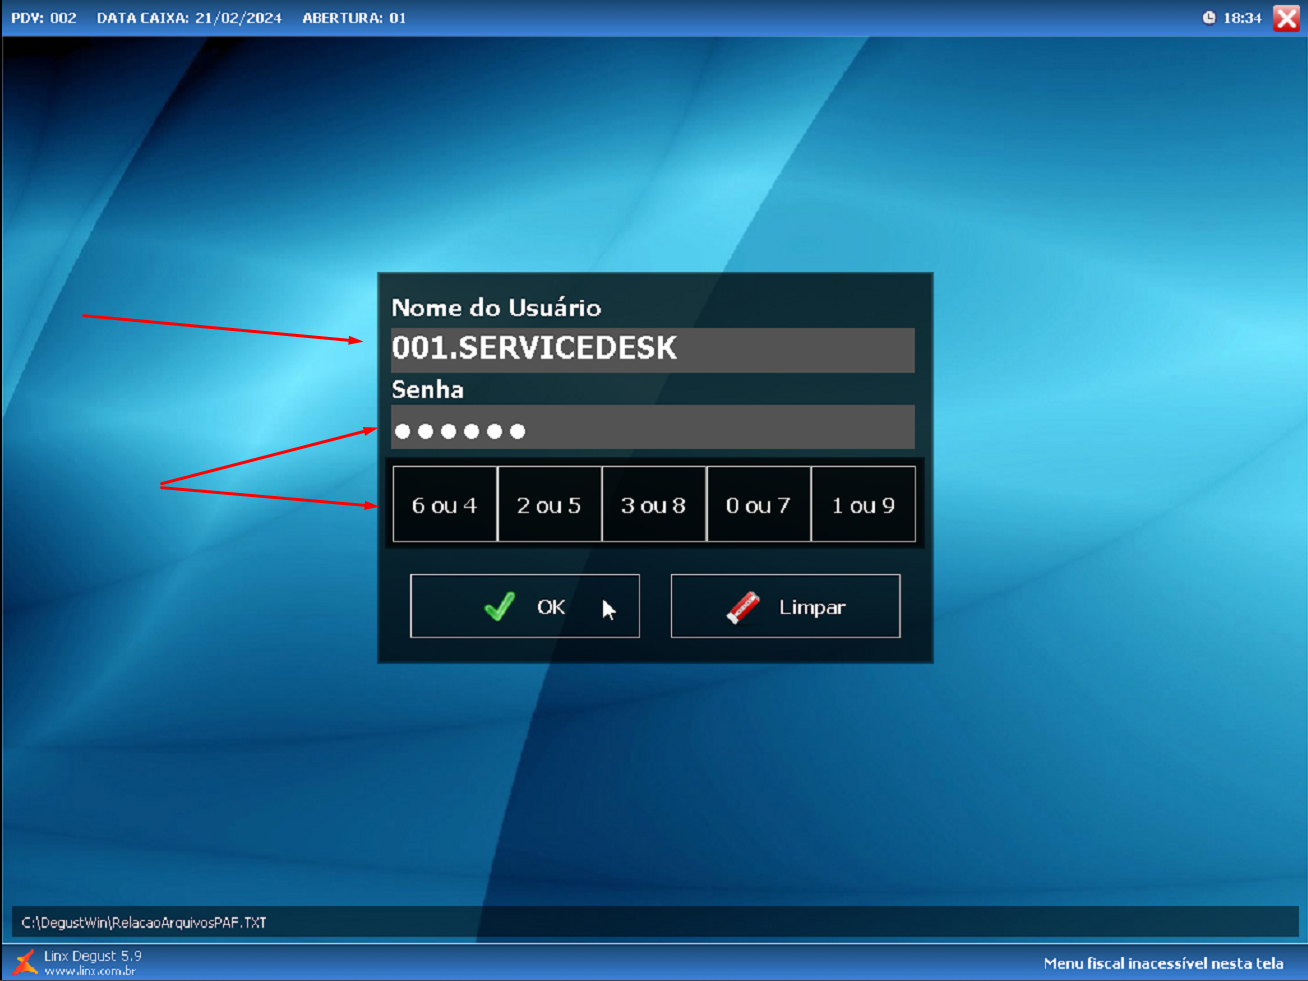 PDV: 002 DATA CAIXA: 21/02/2024 ABERTURA: 01 18:34
Nome do Usuário
001.SERVICEDESK
Senha
6 ou 4 2 ou 5 3 ou 8 0 ou 7 1 ou 9
OK Limpar
C:\DegustWin\RelacaoArquivosPAF.TXT
Linx Degust 5.9
www.linx.com.br
Menu fiscal inacessível nesta tela